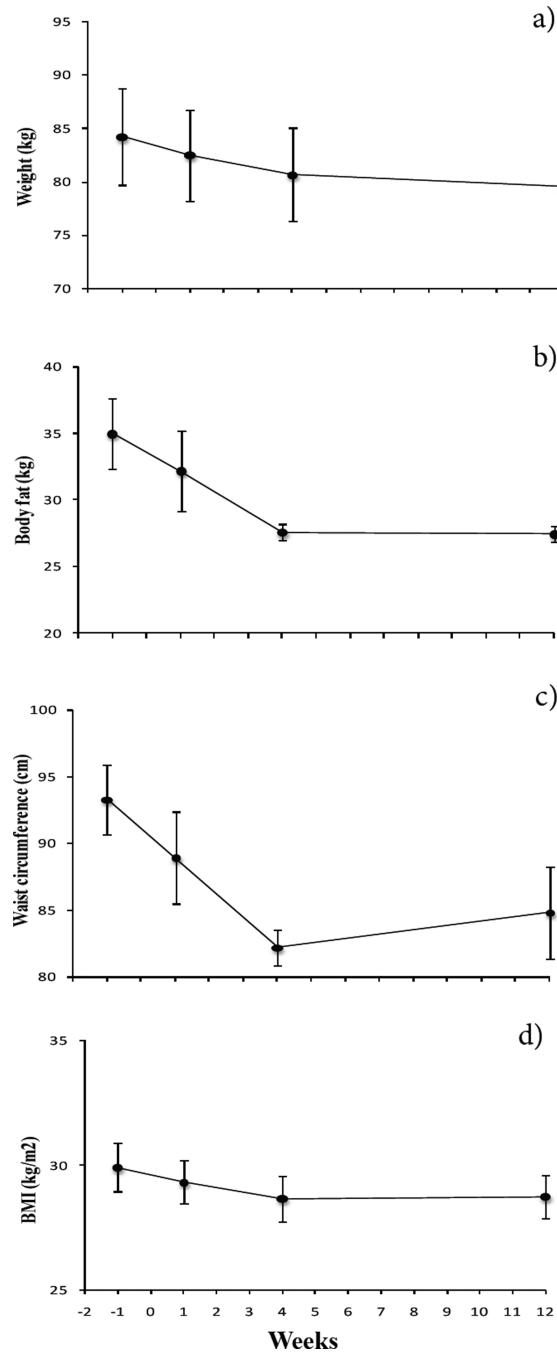 a)
95
90
85
80
75
70
Weight (kg)
b)
40
35
30
25
20
Body fat (kg)
c)
100
95
90
85
80
Waist circumference (cm)
d)
35
30
25
BMI (kg/m2)
-2 -1 0 1 2 3 4 5 6 7 8 9 10 11 12
Weeks